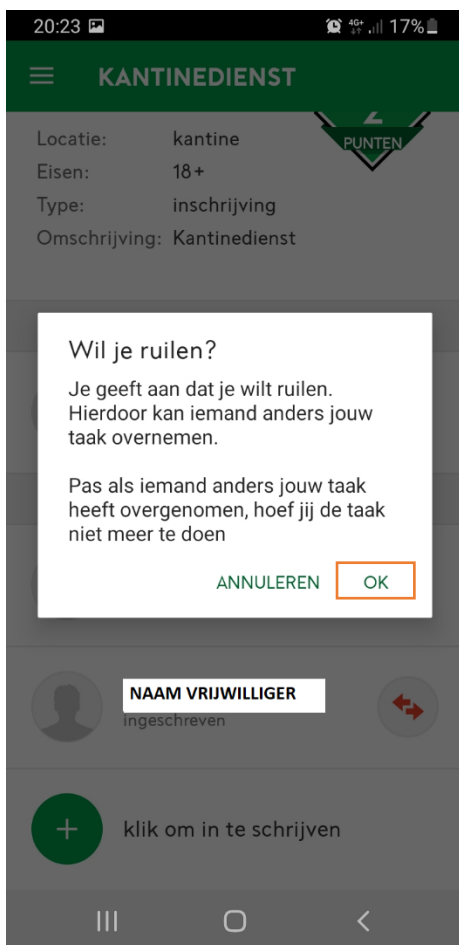 20:23 4G+ 17%
KANTINEDIENST
2
PUNTEN
Locatie: kantine
Eisen: 18+
Type: inschrijving
Omschrijving: Kantinedienst
Wil je ruilen?
Je geeft aan dat je wilt ruilen.
Hierdoor kan iemand anders jouw
taak overnemen.
Pas als iemand anders jouw taak
heeft overgenomen, hoef jij de taak
niet meer te doen
ANNULEREN OK
NAAM VRIJWILLIGER
ingeschreven
klik om in te schrijven